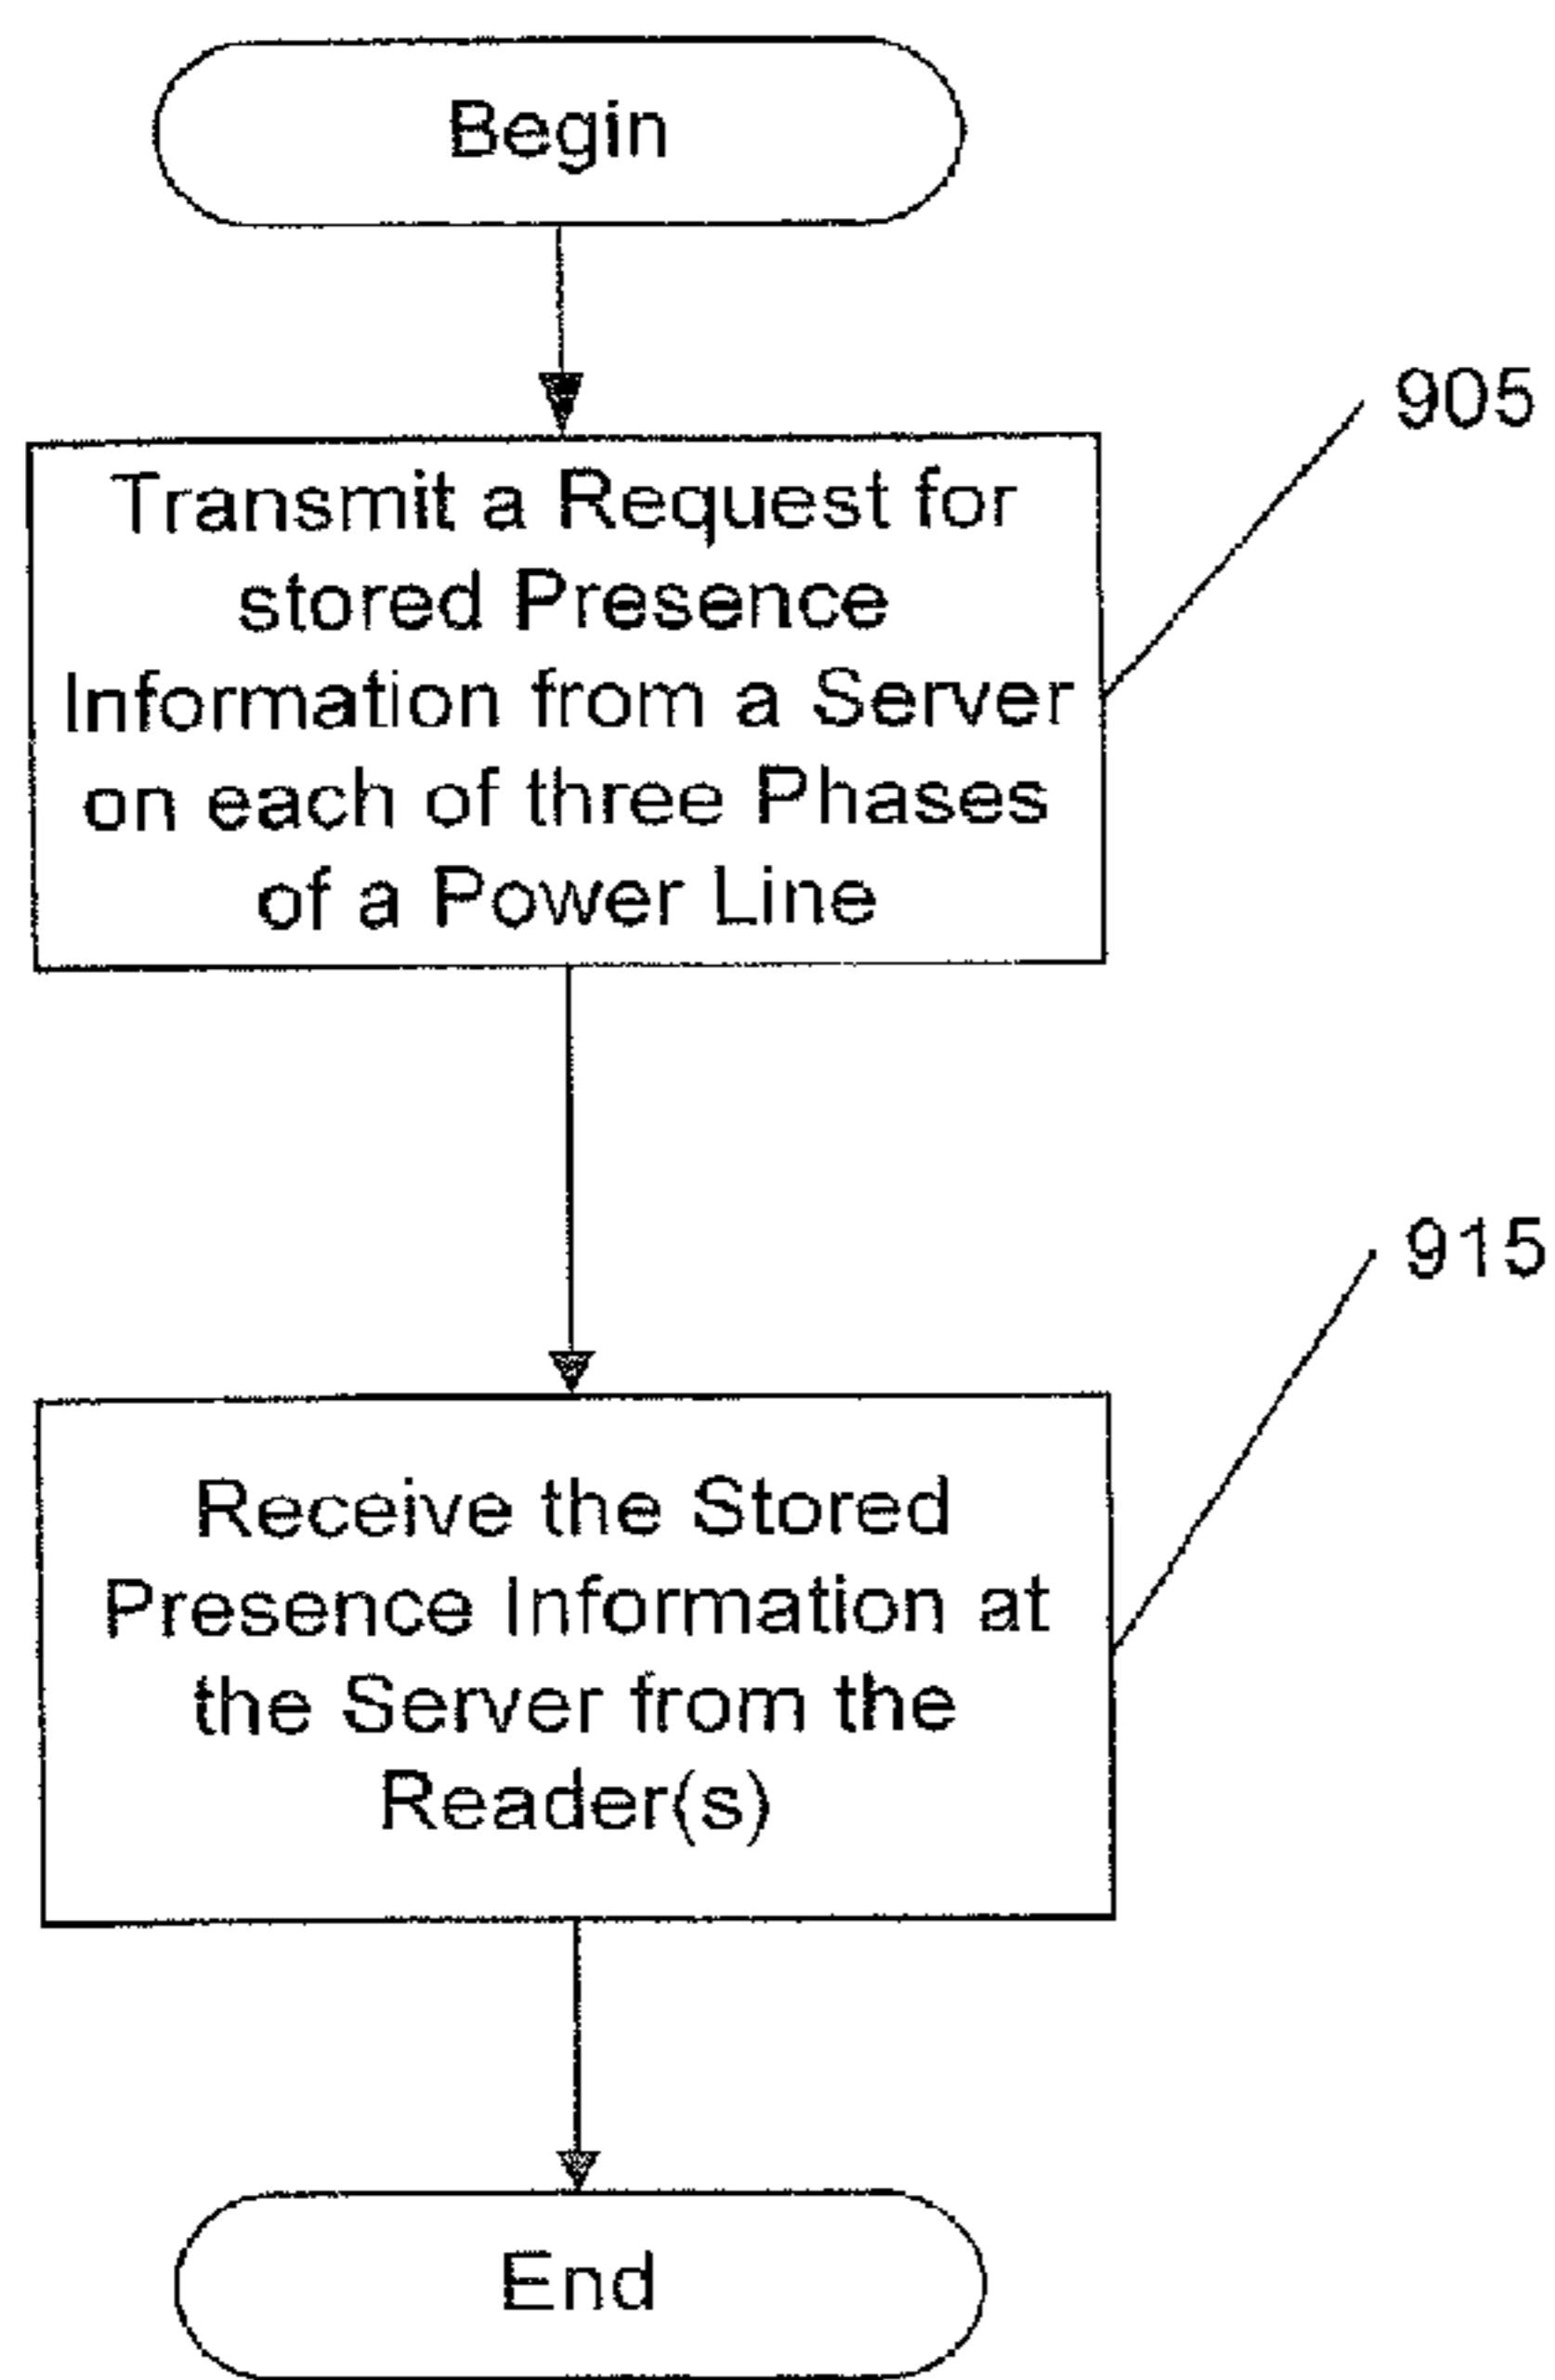 Begin
905
Transmit a Request for
stored Presence
Information from a Server
on each of three Phases
of a Power Line
915
Receive the Stored
Presence Information at
the Server from the
Reader(s)
End